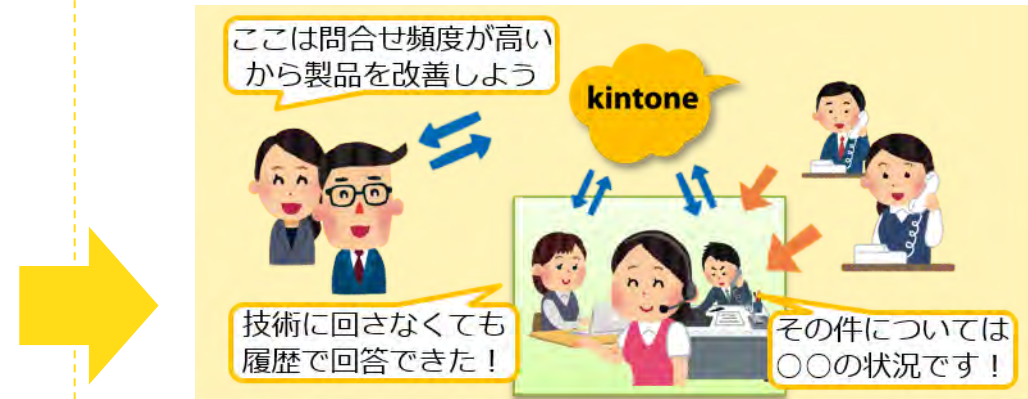 ここは問合せ頻度が高い
から製品を改善しよう
kintone
技術に回さなくても
履歴で回答できた！
その件については
○○の状況です！